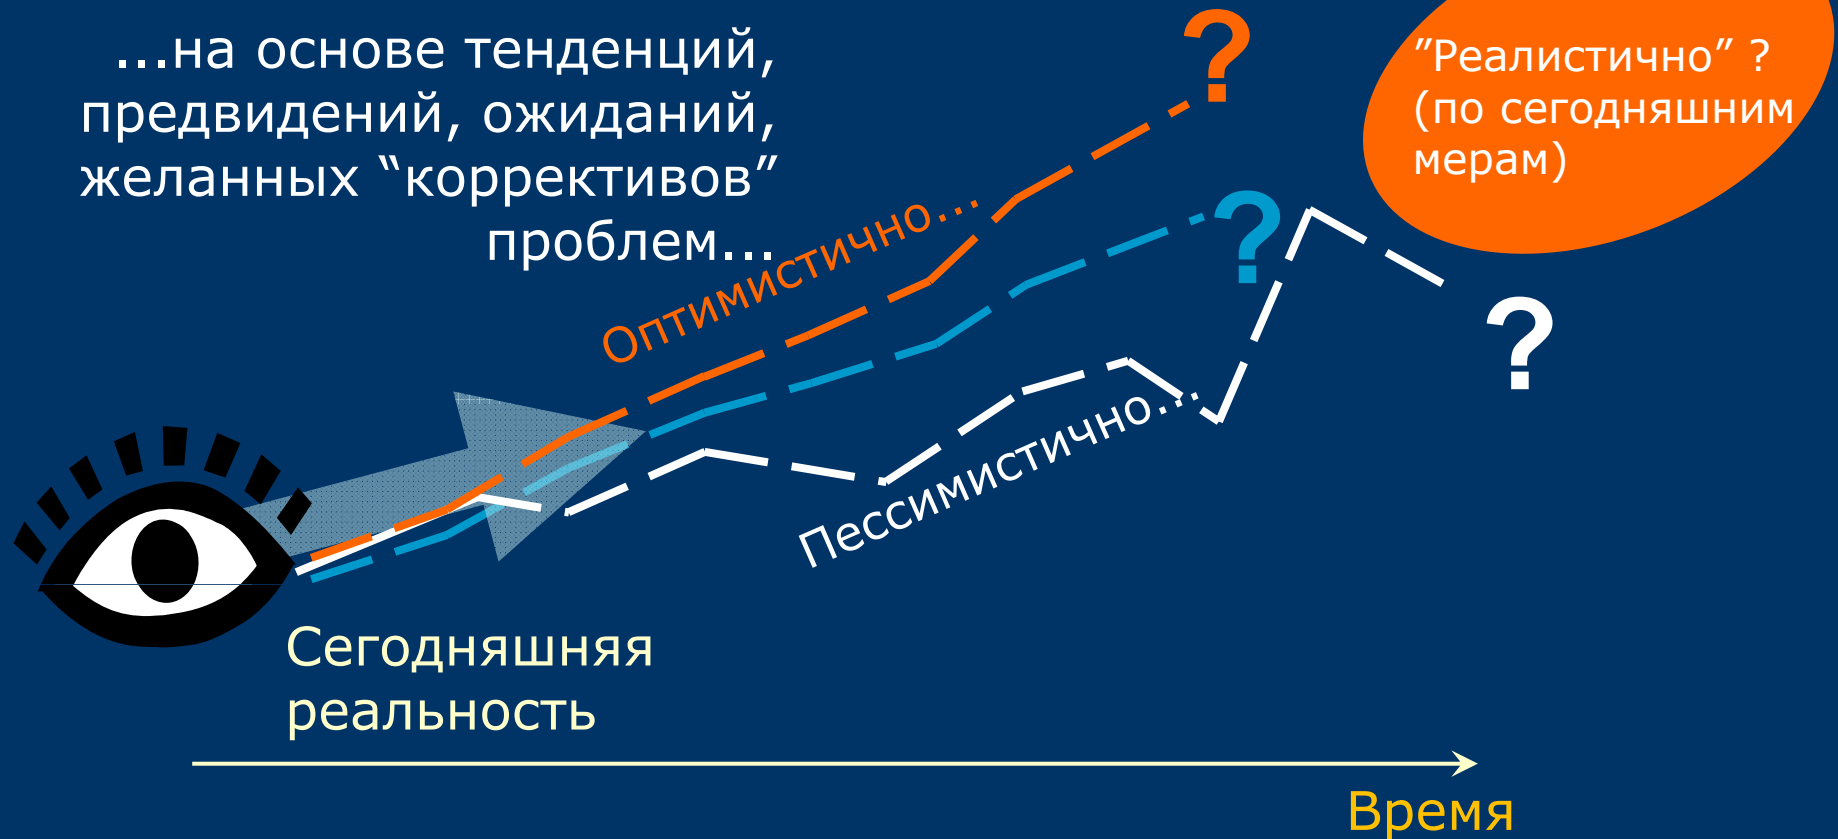 ...на основе тенденций,
предвидений, ожиданий,
желанных “коррективов”
проблем...
?
”Реалистично” ?
(по сегодняшним
мерам)
Оптимистично...
?
?
Пессимистично...
Сегодняшняя
реальность
Время